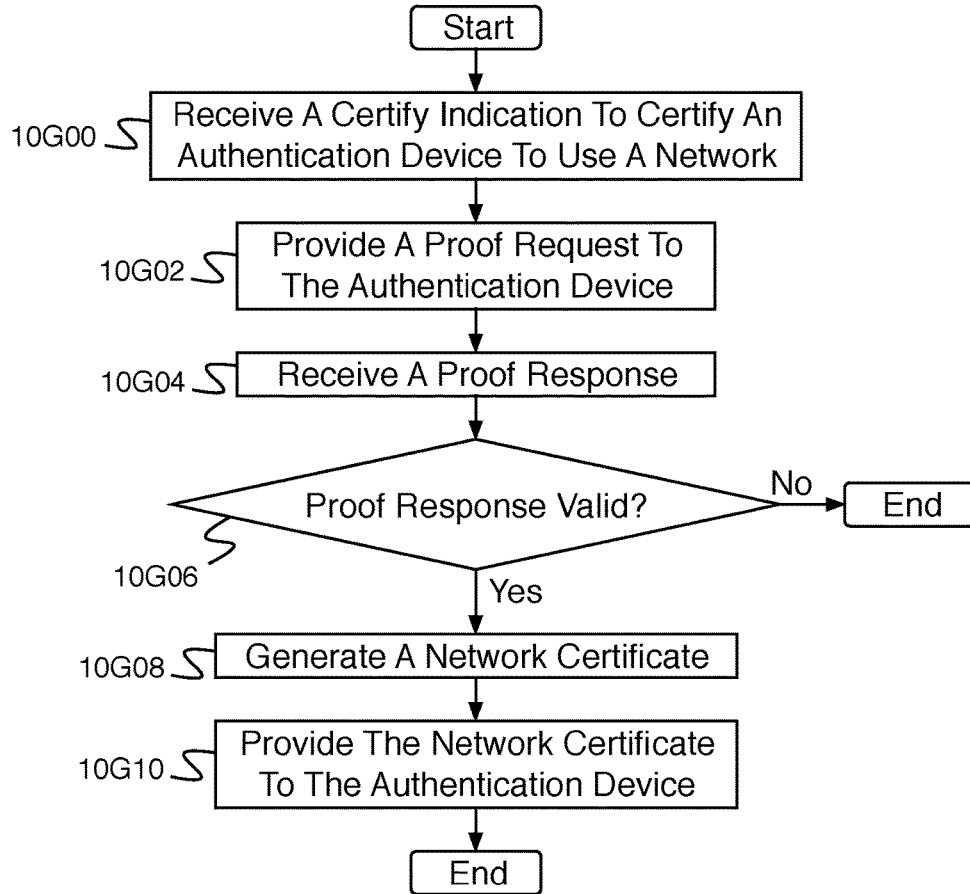 Start
10G00
Receive A Certify Indication To Certify An
Authentication Device To Use A Network
10G02
Provide A Proof Request To
The Authentication Device
10G04
Receive A Proof Response
Proof Response Valid?
No
End
10G06
Yes
10G08
Generate A Network Certificate
10G10
Provide The Network Certificate
To The Authentication Device
End